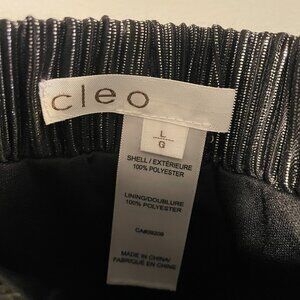 cleo
L
G
SHELL / EXTÉRIEURE
100% POLYESTER
LINING/DOUBLURE
100% POLYESTER
MADE IN CHINA /
FABRIQUÉ EN CHINE